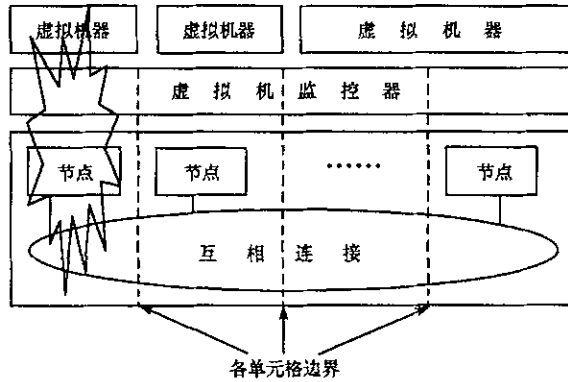 虚拟机器 虚拟机器 虚拟机器
虚拟机监控器
节点 节点 …… 节点
互相连接
各单元格边界